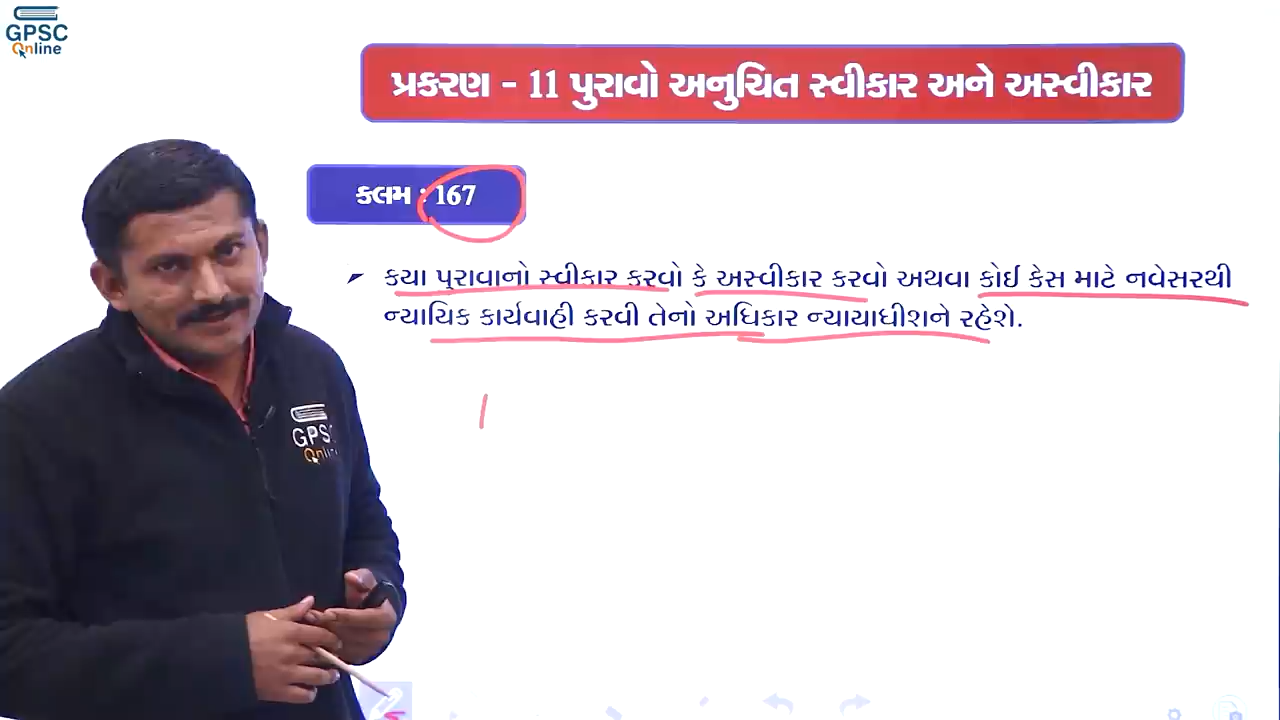 GPSC
Online
પ્રકરણ - 11 પુરાવો અનુચિત સ્વીકાર અને અસ્વીકાર
કલમ : 167
કયા પુરાવાનો સ્વીકાર કરવો કે અસ્વીકાર કરવો અથવા કોઈ કેસ માટે નવેસરથી
ન્યાયિક કાર્યવાહી કરવી તેનો અધિકાર ન્યાયાધીશને રહેશે.
GPSC
Online